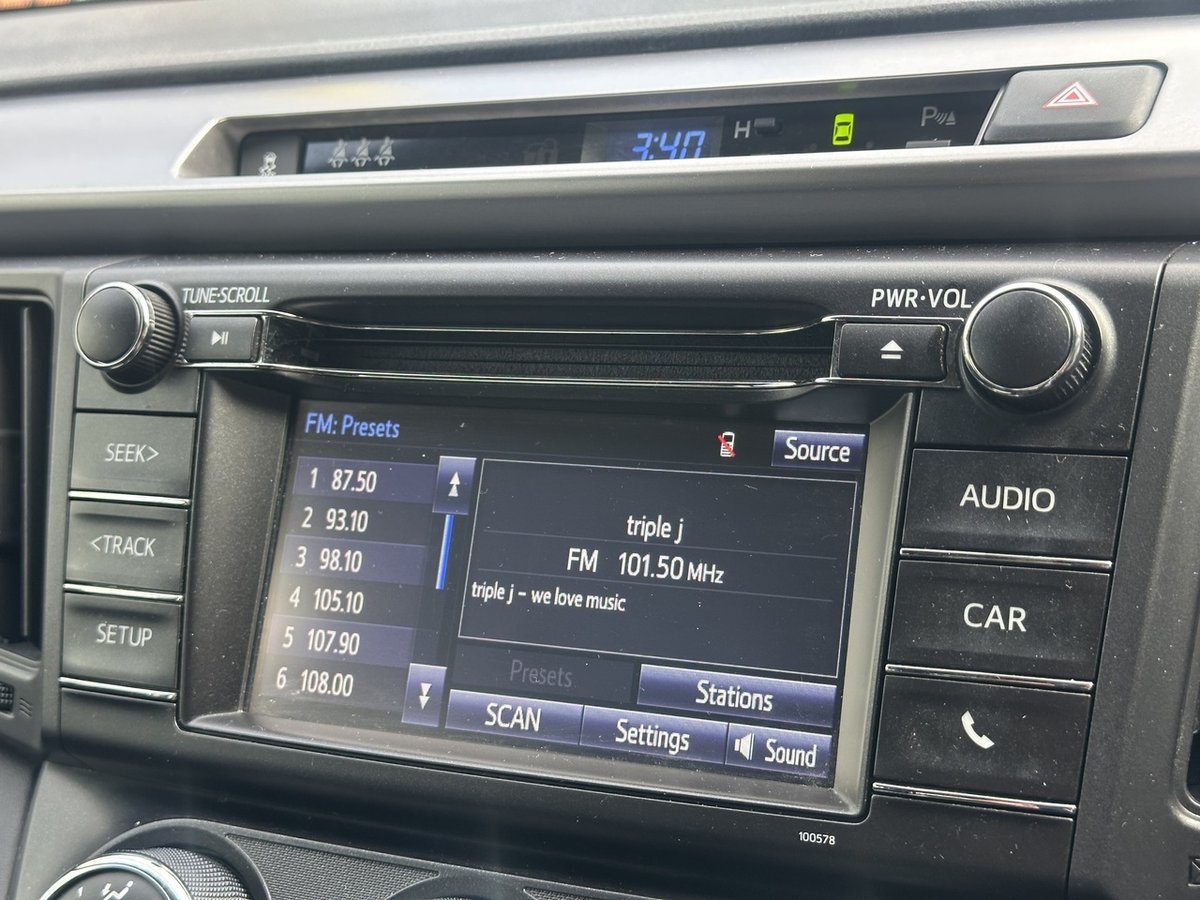 3:40
H
P
TUNE·SCROLL
PWR·VOL
SEEK>
<TRACK
SETUP
FM: Presets
Source
1 87.50
2 93.10
3 98.10
4 105.10
5 107.90
6 108.00
triple j
FM 101.50 MHz
triple j – we love music
Presets
Stations
SCAN
Settings
Sound
AUDIO
CAR
100578